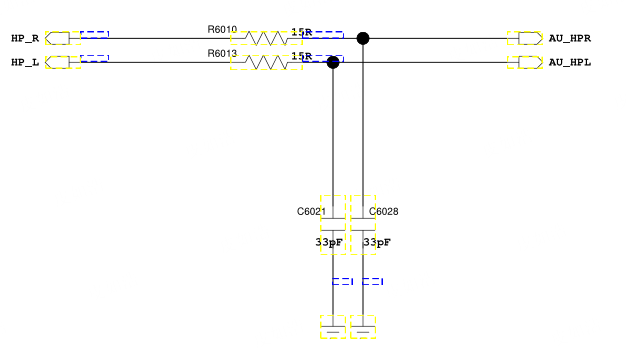 R6010 15R
HP_R AU_HPR
R6013 15R
HP_L AU_HPL
C6021 C6028
33pF 33pF